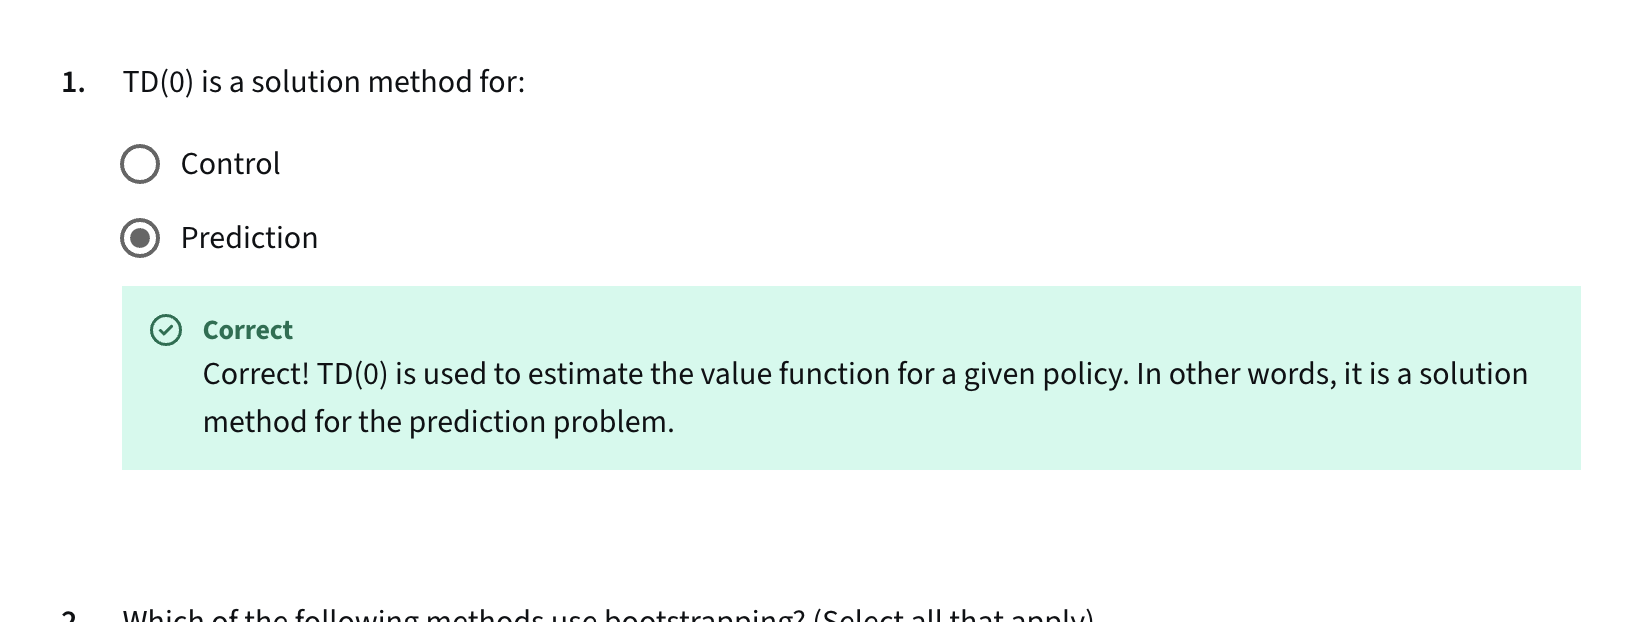 1. TD(0) is a solution method for:
Control
Prediction
Correct
Correct! TD(0) is used to estimate the value function for a given policy. In other words, it is a solution
method for the prediction problem.
2. Which of the following methods use bootstrapping? (Select all that apply)